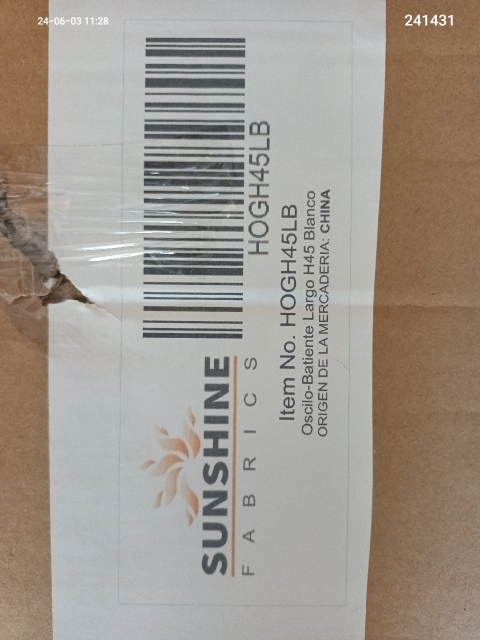 24-06-03 11:28
241431
SUNSHINE
FABRICS
HOGH45LB
Item No. HOGH45LB
Oscilo-Batiente Largo H45 Blanco
ORIGEN DE LA MERCADERIA: CHINA